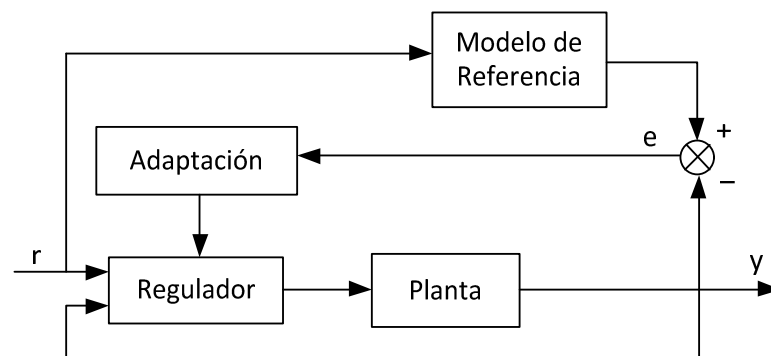 Modelo de
Referencia
+
e
Adaptación
−
r
y
Regulador
Planta